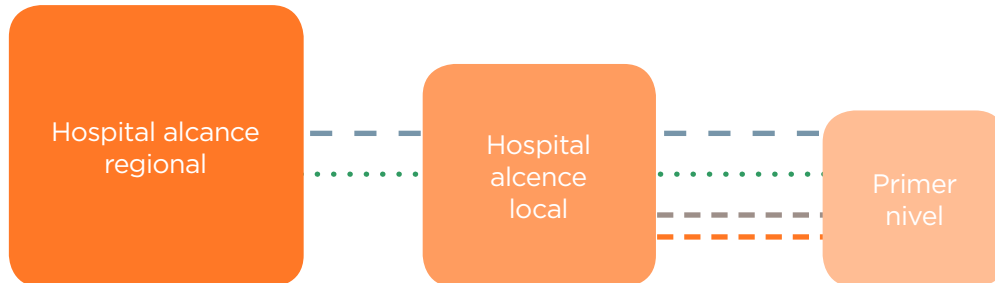 Hospital alcance
regional
Hospital
alcence
local
Primer
nivel